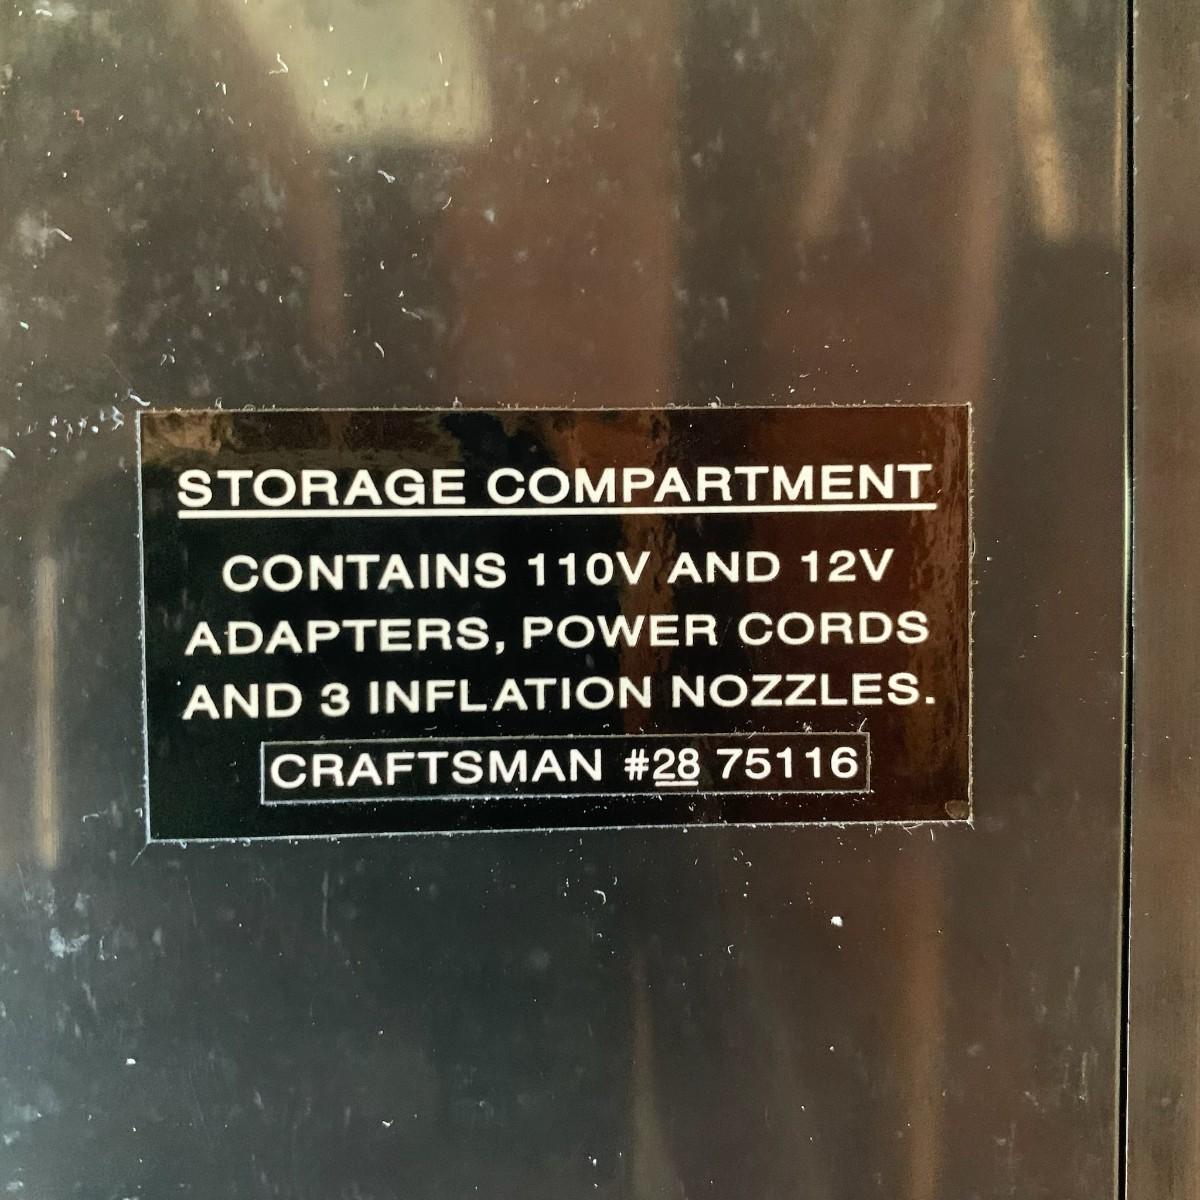 STORAGE COMPARTMENT
CONTAINS 110V AND 12V
ADAPTERS, POWER CORDS
AND 3 INFLATION NOZZLES.
CRAFTSMAN #28 75116